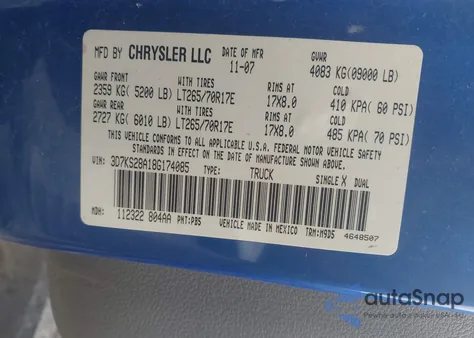 MFD BY CHRYSLER LLC DATE OF MFR GVWR
11-07 4083 KG(09000 LB)
GAWR FRONT WITH TIRES RIMS AT COLD
2359 KG( 5200 LB) LT265/70R17E 17X8.0 410 KPA( 60 PSI)
GAWR REAR WITH TIRES RIMS AT COLD
2727 KG( 6010 LB) LT265/70R17E 17X8.0 485 KPA( 70 PSI)
THIS VEHICLE CONFORMS TO ALL APPLICABLE U.S.A. FEDERAL MOTOR VEHICLE SAFETY
STANDARDS IN EFFECT ON THE DATE OF MANUFACTURE SHOWN ABOVE.
VIN: 3D7KS28A18G174085 TYPE: TRUCK SINGLE X DUAL
MDH: 112322 B04AA PNT: PB5 VEHICLE MADE IN MEXICO TRM: M9D5 4648507
autoSnap